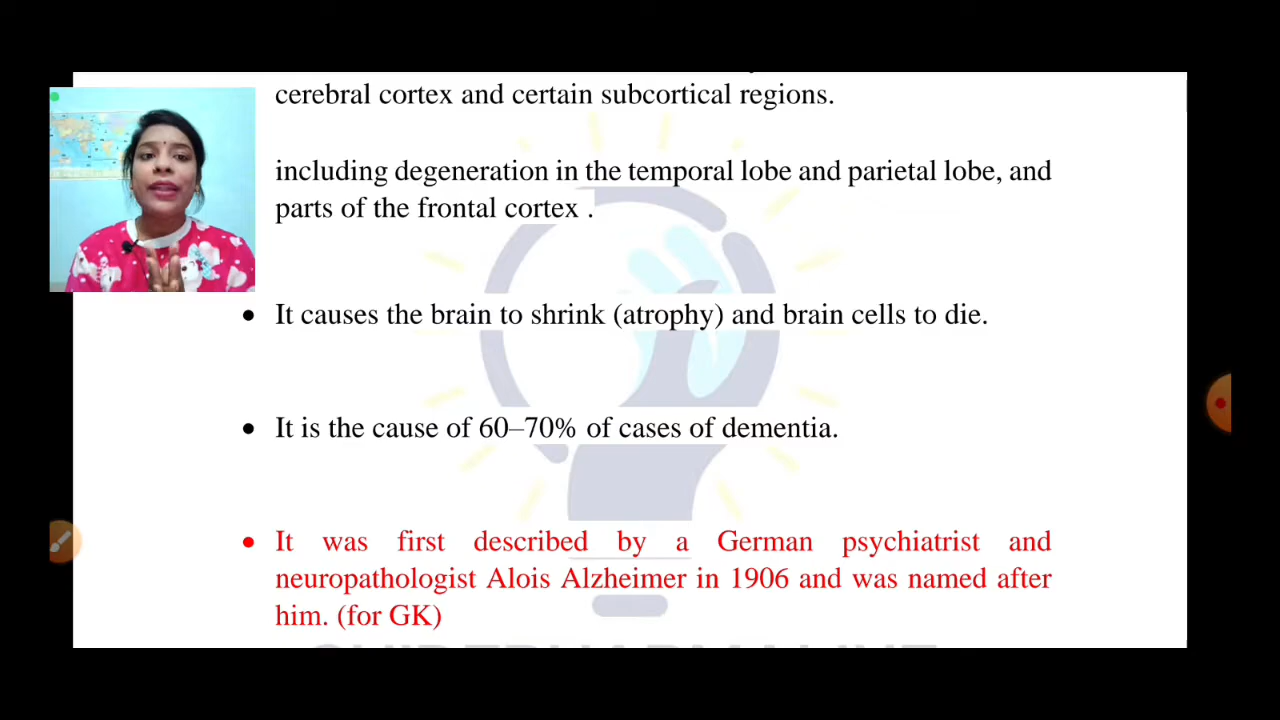 cerebral cortex and certain subcortical regions.
including degeneration in the temporal lobe and parietal lobe, and
parts of the frontal cortex .
• It causes the brain to shrink (atrophy) and brain cells to die.
• It is the cause of 60–70% of cases of dementia.
• It was first described by a German psychiatrist and
neuropathologist Alois Alzheimer in 1906 and was named after
him. (for GK)